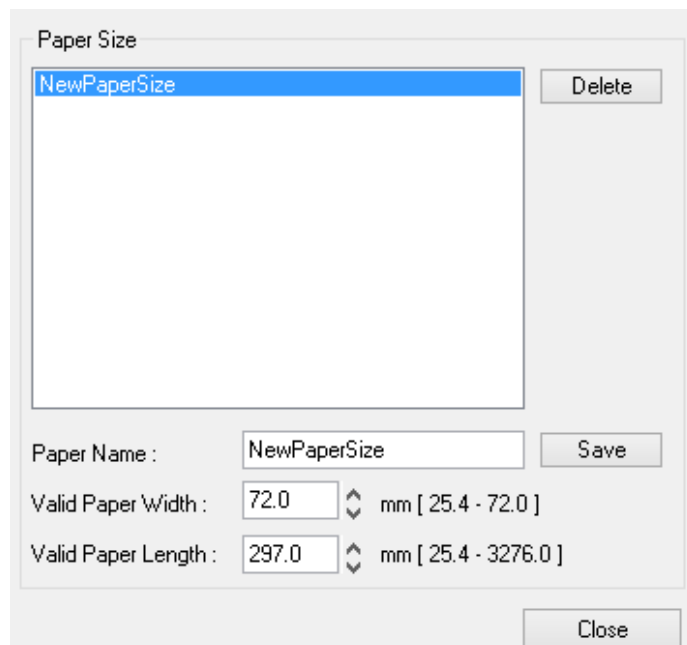 Paper Size
NewPaperSize
Delete
Paper Name : NewPaperSize Save
Valid Paper Width : 72.0 mm [ 25.4 - 72.0 ]
Valid Paper Length : 297.0 mm [ 25.4 - 3276.0 ]
Close